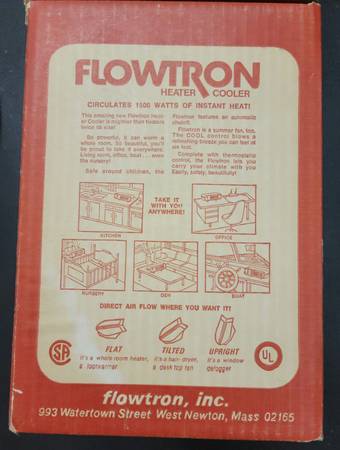 FLOWTRON
HEATER COOLER
CIRCULATES 1500 WATTS OF INSTANT HEAT!
This amazing new Flowtron Heat-
er-Cooler is mightier than heaters
twice its size!
So powerful, it can warm a
whole room. So beautiful, you'll
be proud to take it everywhere.
Living room, office, boat . . . even
the nursery!
Safe around children, the
Flowtron features an automatic
shutoff.
Flowtron is a summer fan, too.
The COOL control blows a
refreshing breeze you can feel at
six feet.
Complete with thermostatic
control, the Flowtron lets you
carry your climate with you
Easily, safely, beautifully!
TAKE IT
WITH YOU
ANYWHERE!
KITCHEN
OFFICE
NURSERY
DEN
BOAT
DIRECT AIR FLOW WHERE YOU WANT IT!
SA
FLAT
it's a whole room heater,
a footwarmer
TILTED
it's a hair dryer,
a desk top fan
UPRIGHT
it's a window
defogger
UL
flowtron, inc.
993 Watertown Street West Newton, Mass 02165